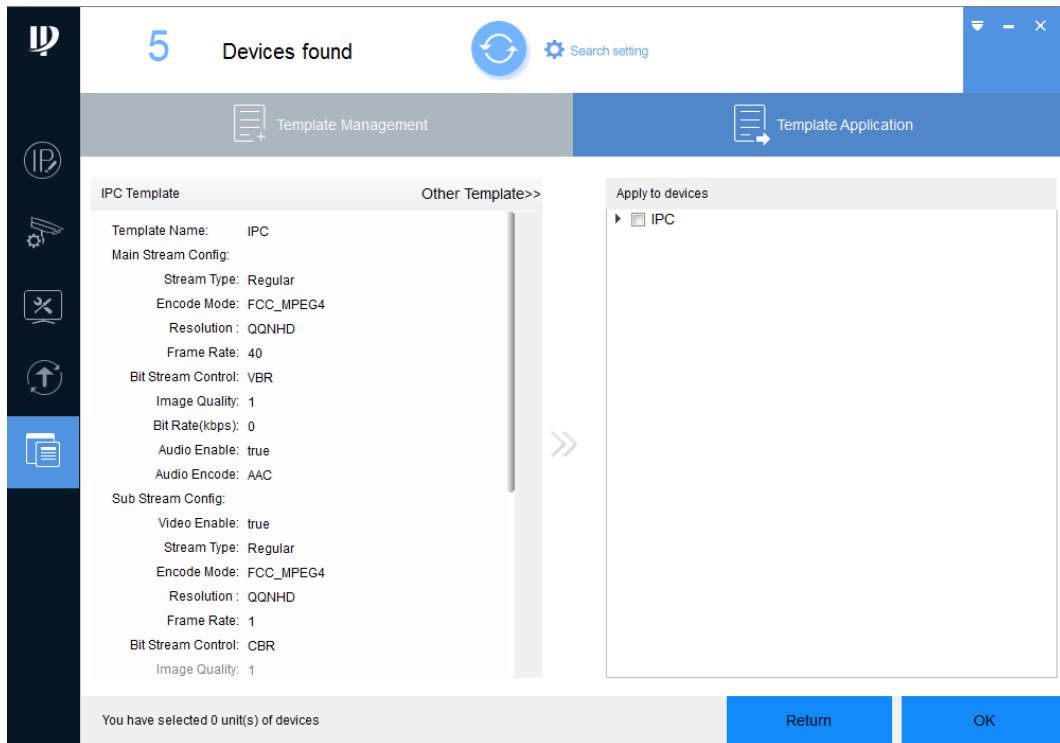 5 Devices found
Search setting
Template Management
Template Application
IPC Template
Other Template>>
Template Name: IPC
Main Stream Config:
Stream Type: Regular
Encode Mode: FCC_MPEG4
Resolution : QQNHD
Frame Rate: 40
Bit Stream Control: VBR
Image Quality: 1
Bit Rate(kbps): 0
Audio Enable: true
Audio Encode: AAC
Sub Stream Config:
Video Enable: true
Stream Type: Regular
Encode Mode: FCC_MPEG4
Resolution : QQNHD
Frame Rate: 1
Bit Stream Control: CBR
Image Quality: 1
Apply to devices
IPC
You have selected 0 unit(s) of devices
Return
OK
IP